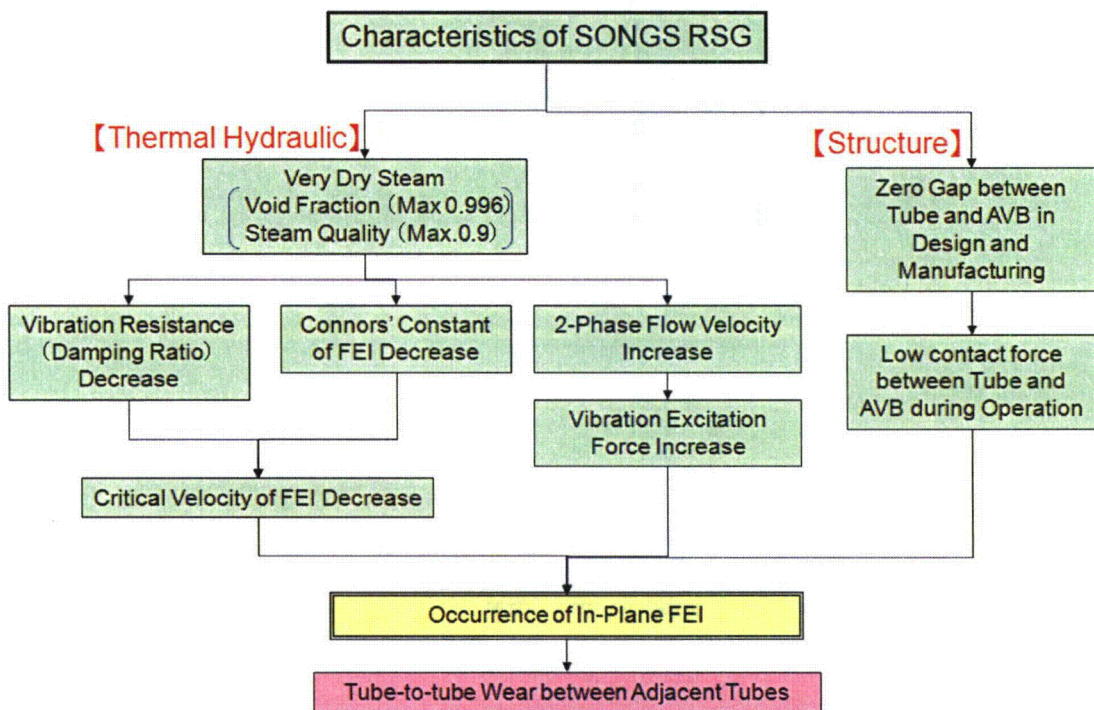 Characteristics of SONGS RSG
【Thermal Hydraulic】
【Structure】
Very Dry Steam
Void Fraction (Max 0.996)
Steam Quality (Max.0.9)
Zero Gap between
Tube and AVB in
Design and
Manufacturing
Vibration Resistance
(Damping Ratio)
Decrease
Connors' Constant
of FEI Decrease
2-Phase Flow Velocity
Increase
Low contact force
between Tube and
AVB during Operation
Vibration Excitation
Force Increase
Critical Velocity of FEI Decrease
Occurrence of In-Plane FEI
Tube-to-tube Wear between Adjacent Tubes